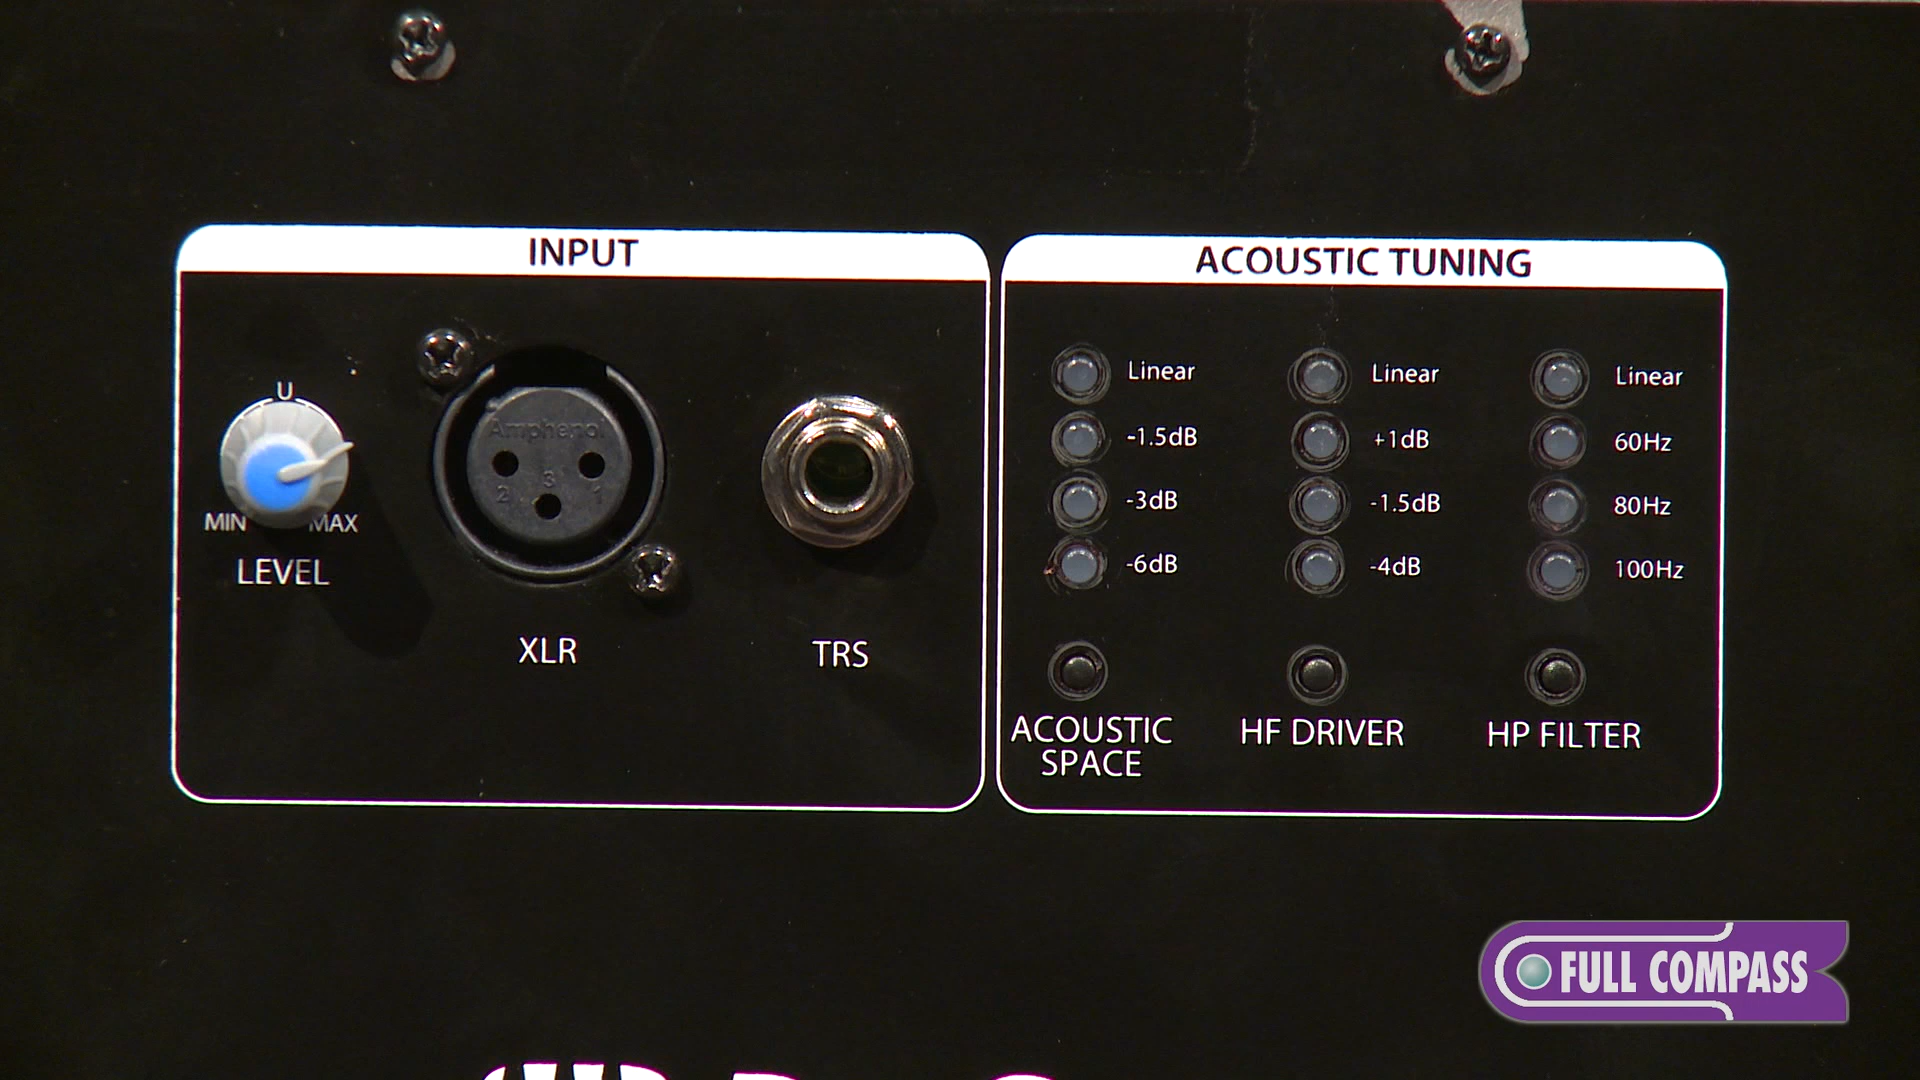 INPUT
U
MIN MAX
LEVEL
Amphenol
2 3 1
XLR
TRS
ACOUSTIC TUNING
Linear Linear Linear
-1.5dB +1dB 60Hz
-3dB -1.5dB 80Hz
-6dB -4dB 100Hz
ACOUSTIC
SPACE
HF DRIVER
HP FILTER
FULL COMPASS